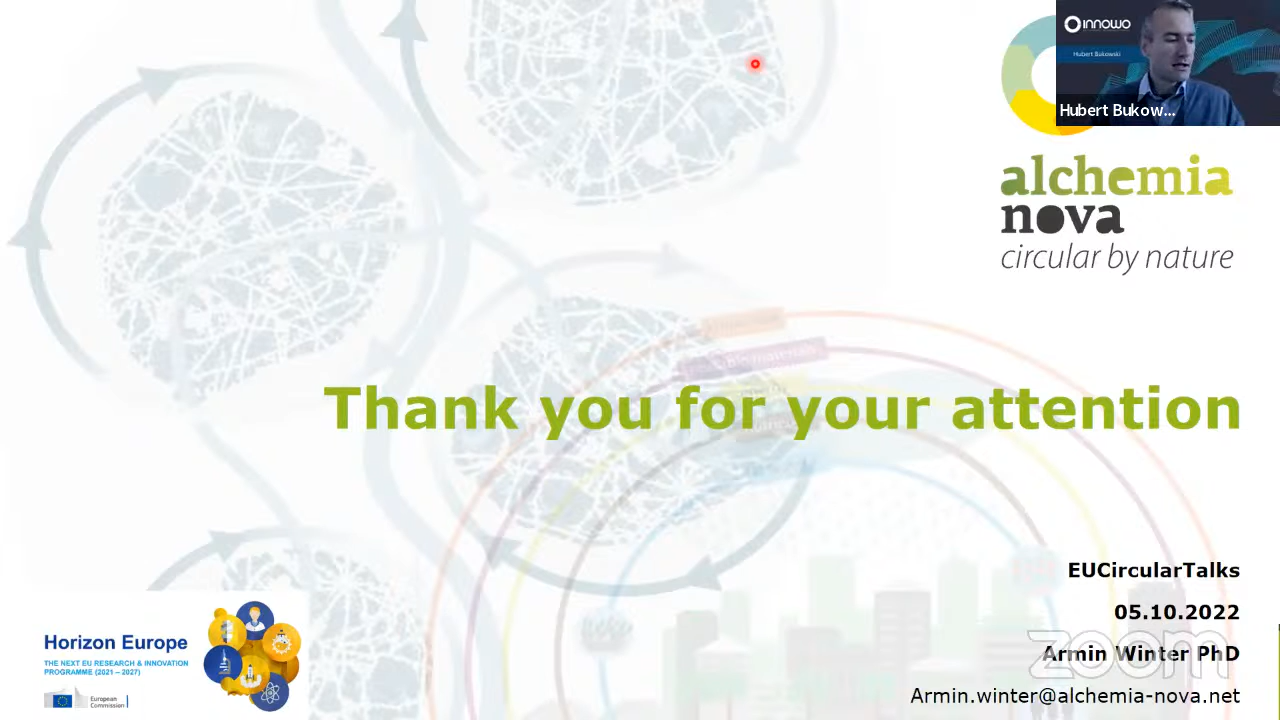 innowo
Hubert Bukowski
Hubert Bukow...
alchemia
nova
circular by nature
Thank you for your attention
EUCircularTalks
05.10.2022
zoom
Armin Winter PhD
Armin.winter@alchemia-nova.net
Horizon Europe
THE NEXT EU RESEARCH & INNOVATION
PROGRAMME (2021 – 2027)
European
Commission